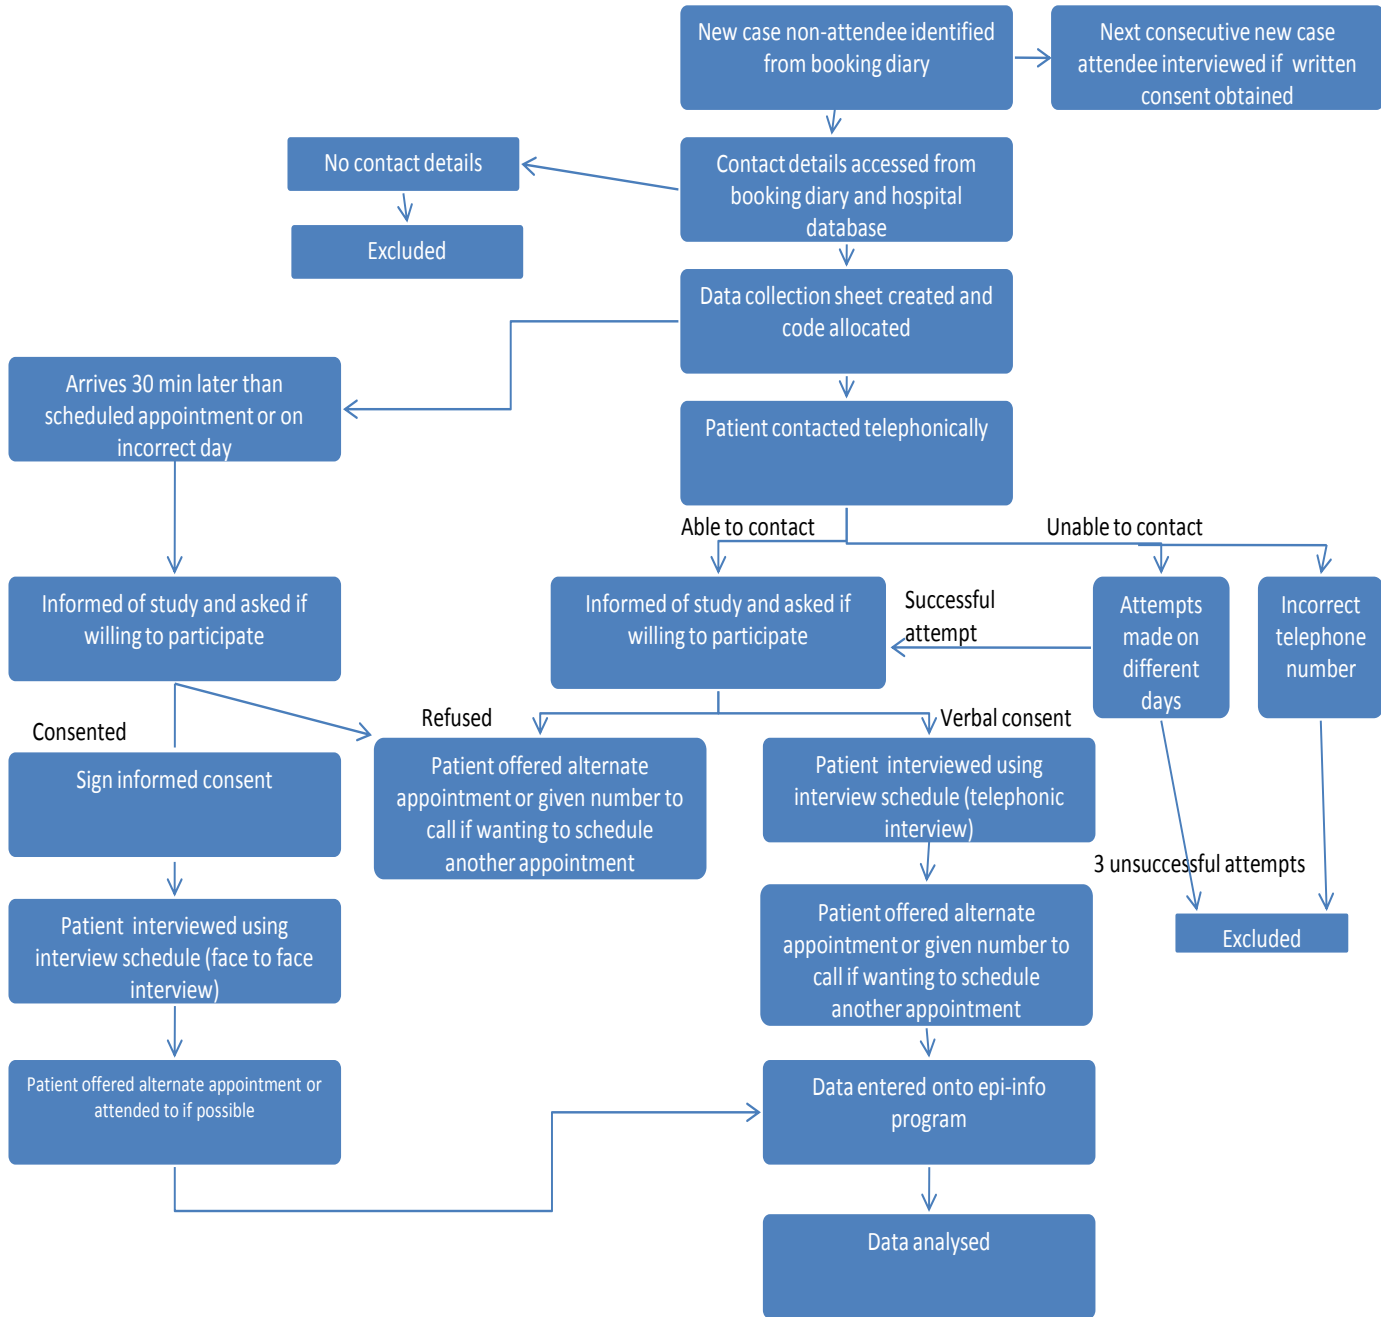 New case non-attendee identified
from booking diary
Next consecutive new case
attendee interviewed if  written
consent obtained
No contact details
Contact details accessed from
booking diary and hospital
database
Excluded
Data collection sheet created and
code allocated
Arrives 30 min later than
scheduled appointment or on
incorrect day
Patient contacted telephonically
Able to contact
Unable to contact
Informed of study and asked if
willing to participate
Informed of study and asked if
willing to participate
Successful
attempt
Attempts
made on
different
days
Incorrect
telephone
number
Consented
Refused
Verbal consent
Sign informed consent
Patient offered alternate
appointment or given number to
call if wanting to schedule
another appointment
Patient  interviewed using
interview schedule (telephonic
interview)
3 unsuccessful attempts
Patient  interviewed using
interview schedule (face to face
interview)
Patient offered alternate
appointment or given number to
call if wanting to schedule
another appointment
Excluded
Patient offered alternate appointment or
attended to if possible
Data entered onto epi-info
program
Data analysed